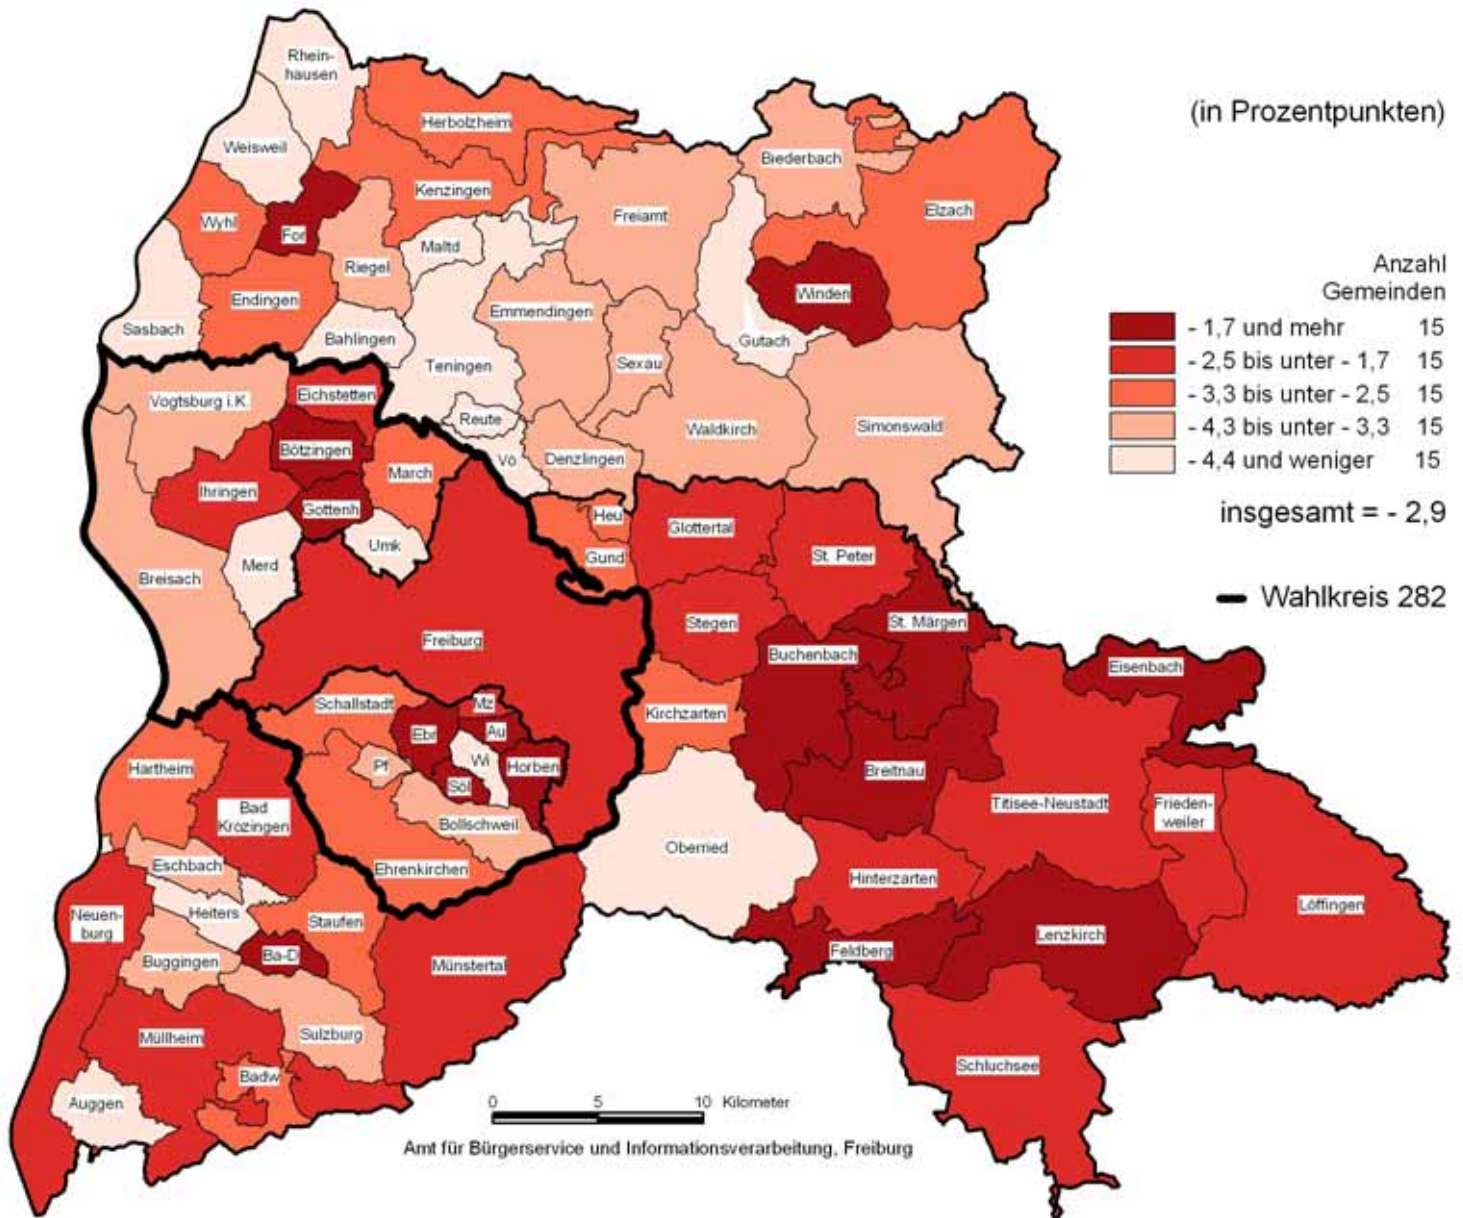 Rhein-
hausen
(in Prozentpunkten)
Herbolzheim
Weisweil
Biederbach
Kenzingen
Elzach
Wyhl
Freiamt
For
Maltd
Riegel
Anzahl
Gemeinden
Winden
Endingen
Emmendingen
Sasbach
Bahlingen
Gutach
- 1,7 und mehr 15
- 2,5 bis unter - 1,7 15
- 3,3 bis unter - 2,5 15
- 4,3 bis unter - 3,3 15
- 4,4 und weniger 15
Teningen
Sexau
Eichstetten
Vogtsburg i.K.
Reute
Waldkirch
Simonswald
Bötzingen
Vö
Denzlingen
March
Ihringen
Gottenh
Heu
Glottertal
insgesamt = - 2,9
Umk
Gund
St. Peter
Merd
Breisach
Wahlkreis 282
Stegen
St. Märgen
Freiburg
Buchenbach
Eisenbach
Schallstadt
Mz
Kirchzarten
Ebr
Au
Wi
Pf
Horben
Hartheim
Breitnau
Söl
Titisee-Neustadt
Frieden-
weiler
Bad
Krozingen
Bollschweil
Oberried
Eschbach
Ehrenkirchen
Hinterzarten
Heiters
Neuen-
burg
Staufen
Löffingen
Lenzkirch
Ba-D
Feldberg
Buggingen
Münstertal
Müllheim
Sulzburg
Schluchsee
Badw
Auggen
0 5 10 Kilometer
Amt für Bürgerservice und Informationsverarbeitung, Freiburg